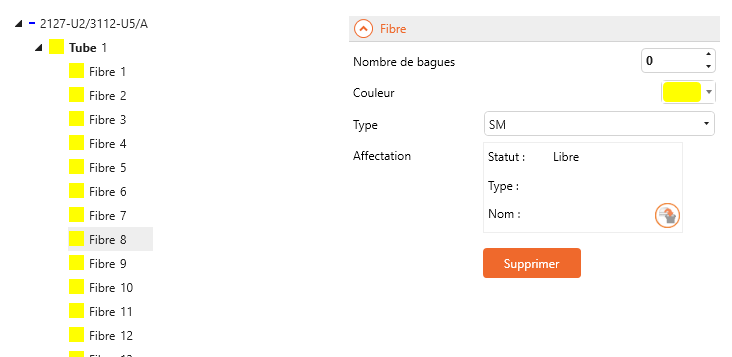 2127-U2/3112-U5/A
Tube 1
Fibre 1
Fibre 2
Fibre 3
Fibre 4
Fibre 5
Fibre 6
Fibre 7
Fibre 8
Fibre 9
Fibre 10
Fibre 11
Fibre 12
Fibre
Nombre de bagues 0
Couleur
Type SM
Affectation
Statut : Libre
Type :
Nom :
Supprimer